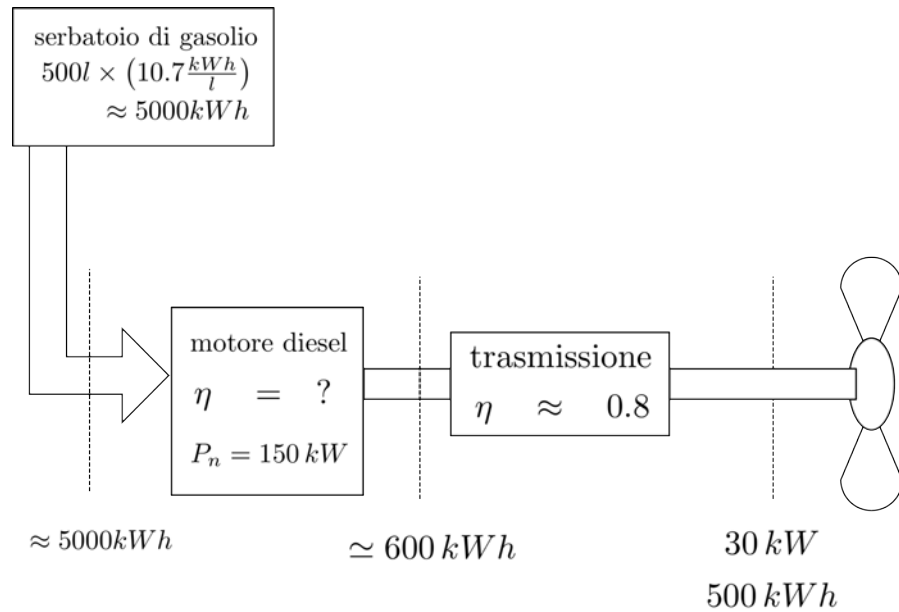 serbatoio di gasolio
500l × (10.7 kWh/l)
≈ 5000kWh
motore diesel
η = ?
Pₙ = 150 kW
trasmissione
η ≈ 0.8
≈ 5000kWh
≃ 600 kWh
30 kW
500 kWh